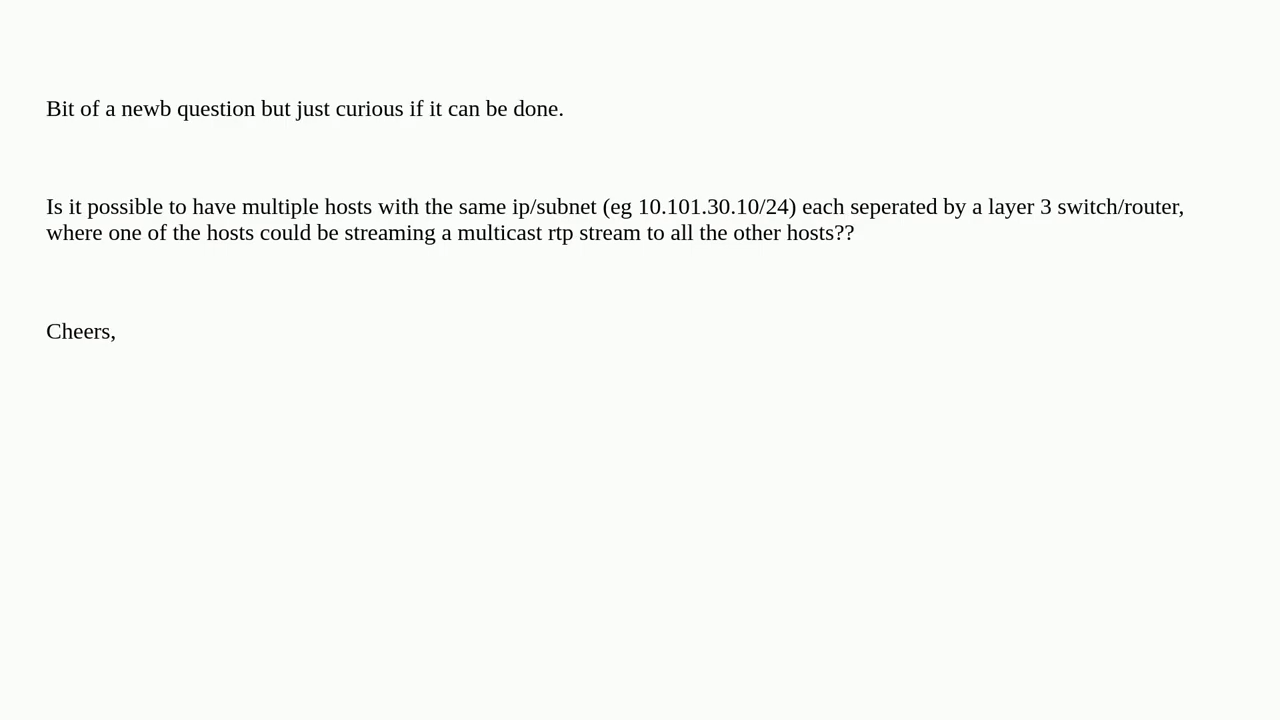 Bit of a newb question but just curious if it can be done.
Is it possible to have multiple hosts with the same ip/subnet (eg 10.101.30.10/24) each seperated by a layer 3 switch/router,
where one of the hosts could be streaming a multicast rtp stream to all the other hosts??
Cheers,